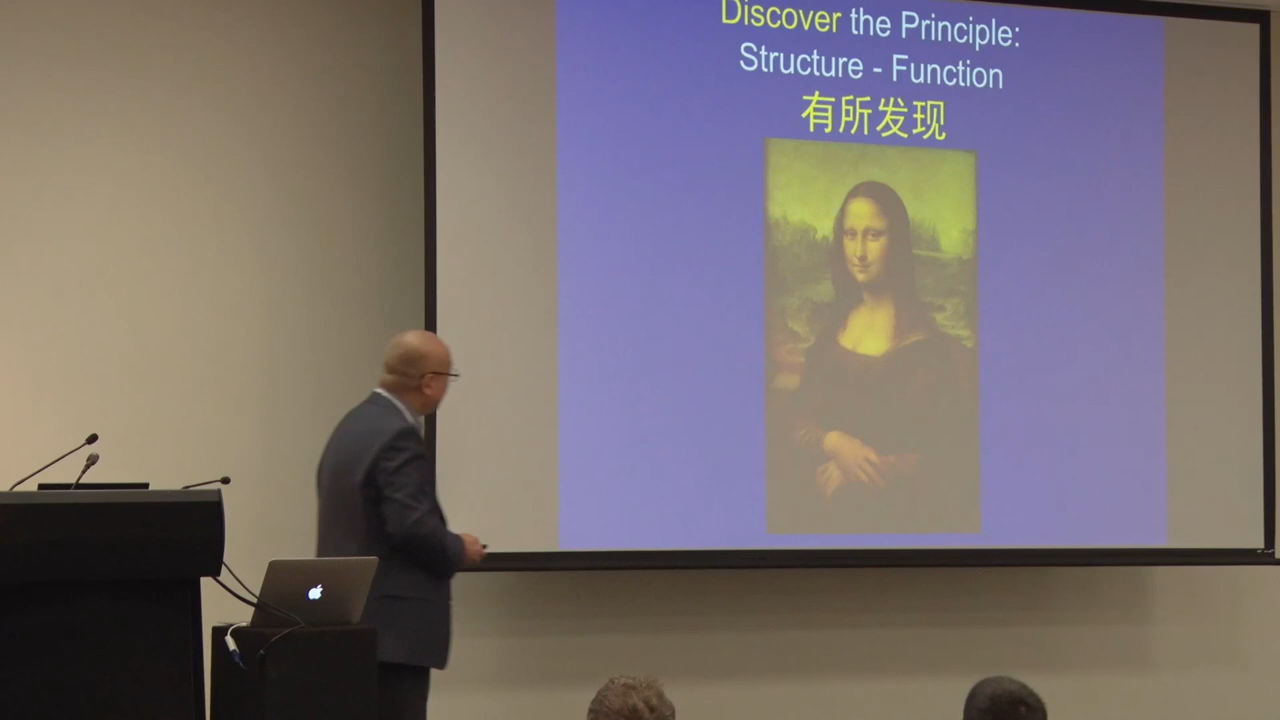 Discover the Principle:
Structure - Function
有所发现